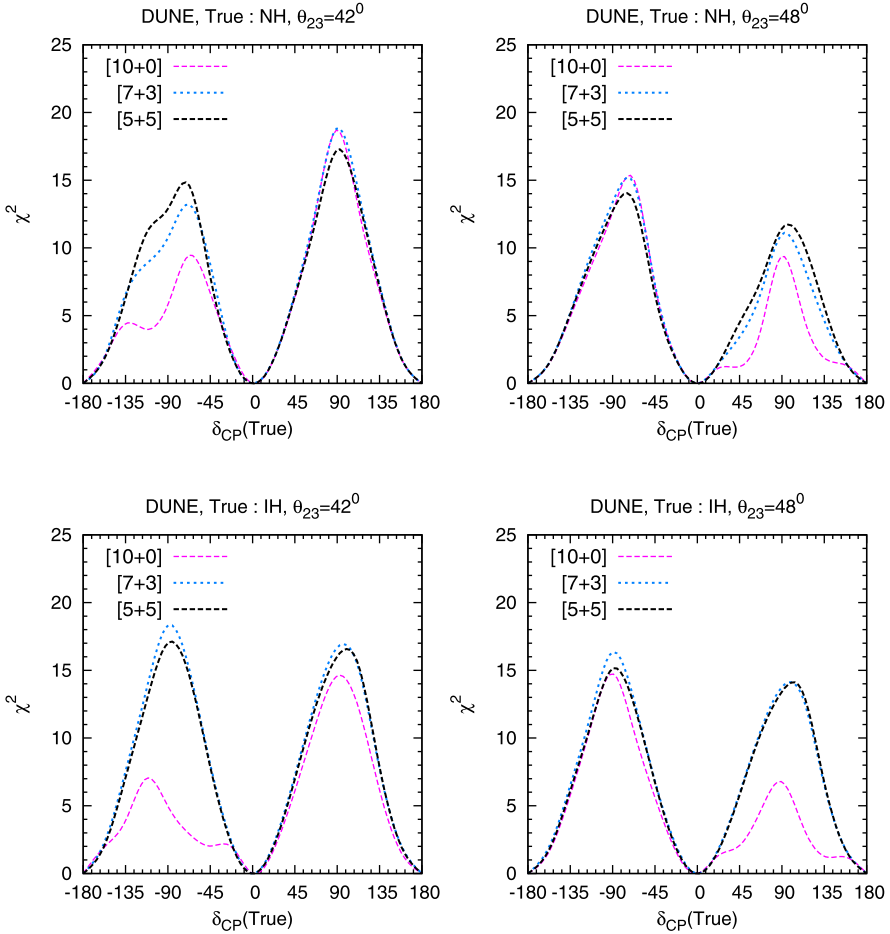 DUNE, True : NH, θ23=42⁰
25
20
15
10
5
0
χ²
[10+0]
[7+3]
[5+5]
-180 -135 -90 -45 0 45 90 135 180
δCP(True)
DUNE, True : NH, θ23=48⁰
25
20
15
10
5
0
χ²
[10+0]
[7+3]
[5+5]
-180 -135 -90 -45 0 45 90 135 180
δCP(True)
DUNE, True : IH, θ23=42⁰
25
20
15
10
5
0
χ²
[10+0]
[7+3]
[5+5]
-180 -135 -90 -45 0 45 90 135 180
δCP(True)
DUNE, True : IH, θ23=48⁰
25
20
15
10
5
0
χ²
[10+0]
[7+3]
[5+5]
-180 -135 -90 -45 0 45 90 135 180
δCP(True)